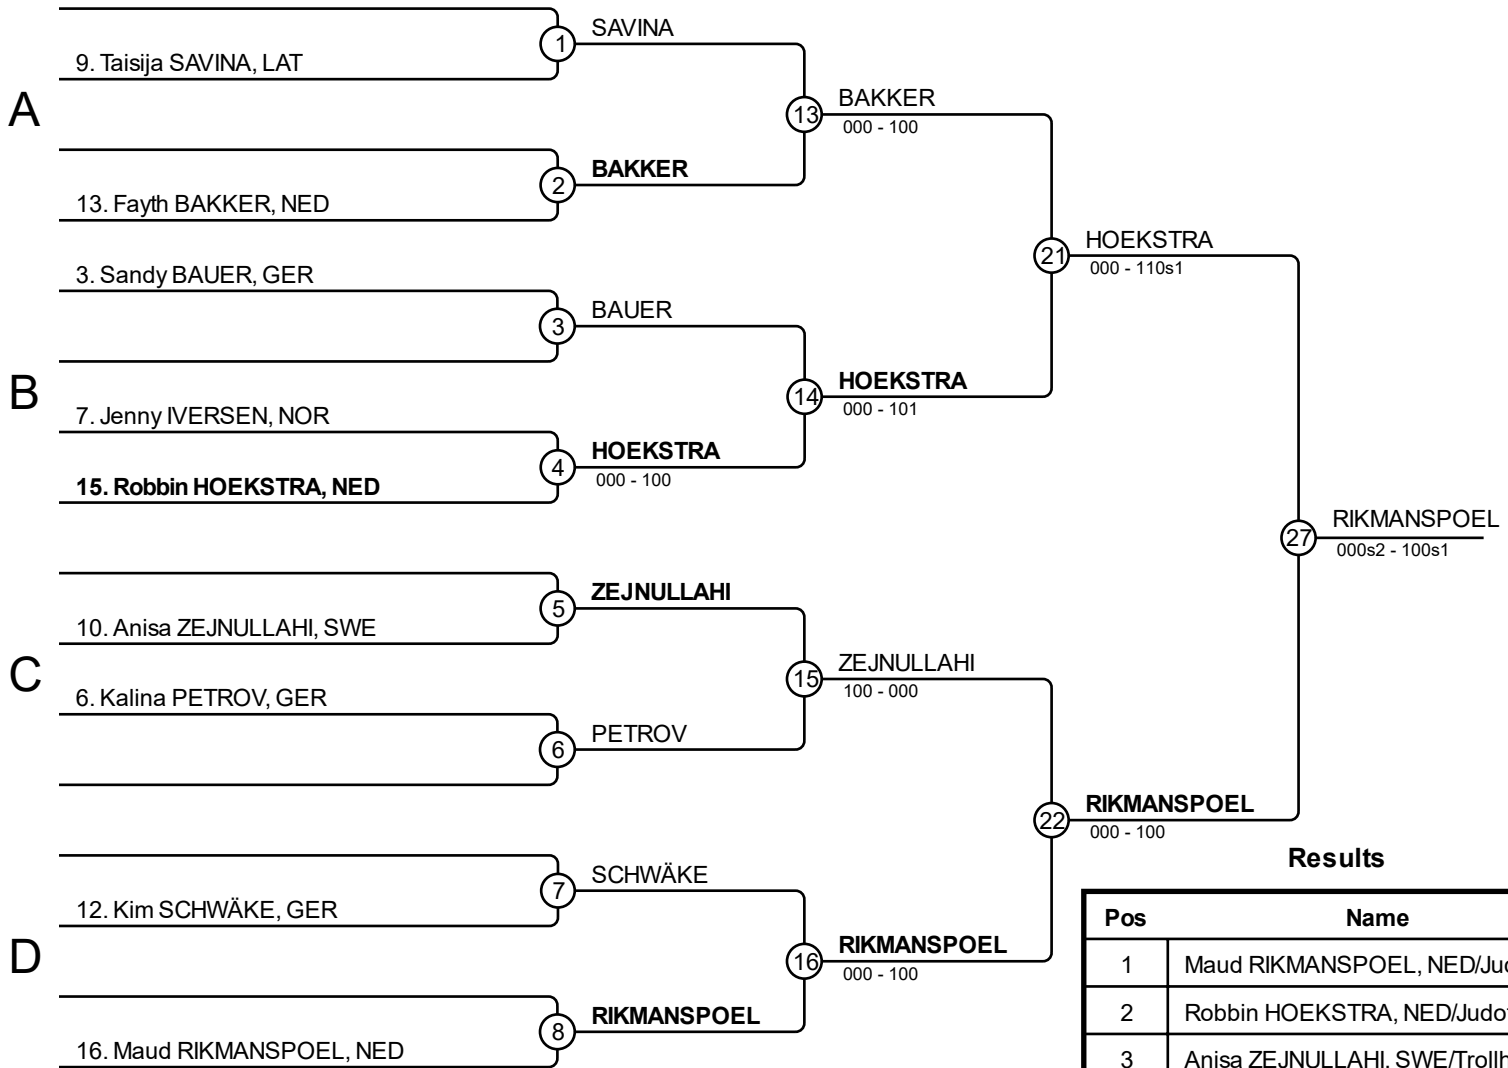 A
9. Taisija SAVINA, LAT
1
SAVINA
13. Fayth BAKKER, NED
2
BAKKER
13
BAKKER
000 - 100
B
3. Sandy BAUER, GER
3
BAUER
7. Jenny IVERSEN, NOR
15. Robbin HOEKSTRA, NED
4
HOEKSTRA
000 - 100
14
HOEKSTRA
000 - 101
21
HOEKSTRA
000 - 110s1
C
10. Anisa ZEJNULLAHI, SWE
5
ZEJNULLAHI
6. Kalina PETROV, GER
6
PETROV
15
ZEJNULLAHI
100 - 000
D
12. Kim SCHWÄKE, GER
7
SCHWÄKE
16. Maud RIKMANSPOEL, NED
8
RIKMANSPOEL
16
RIKMANSPOEL
000 - 100
22
RIKMANSPOEL
000 - 100
27
RIKMANSPOEL
000s2 - 100s1
Results
Pos Name
1 Maud RIKMANSPOEL, NED/
2 Robbin HOEKSTRA, NED/
3 Anisa ZEJNULLAHI, SWE/